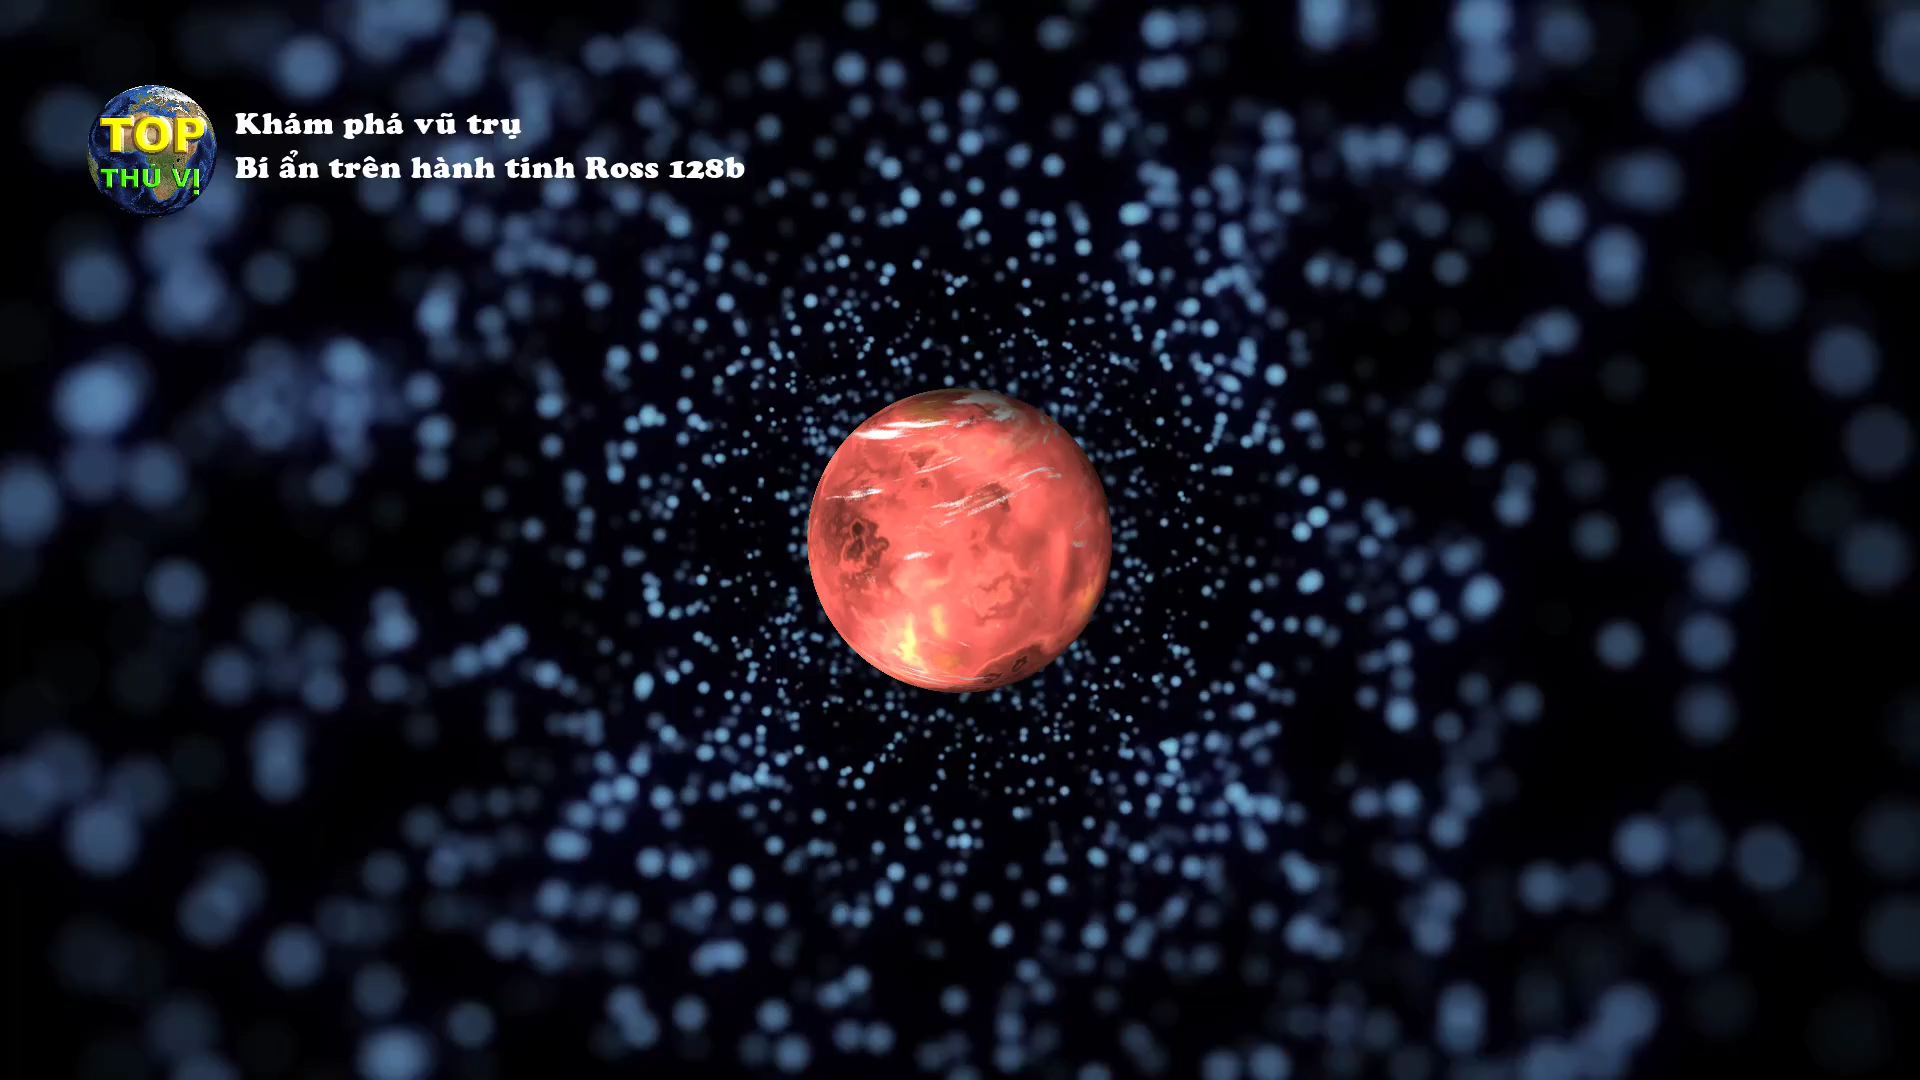 TOP
THÚ VỊ
Khám phá vũ trụ
Bí ẩn trên hành tinh Ross 128b